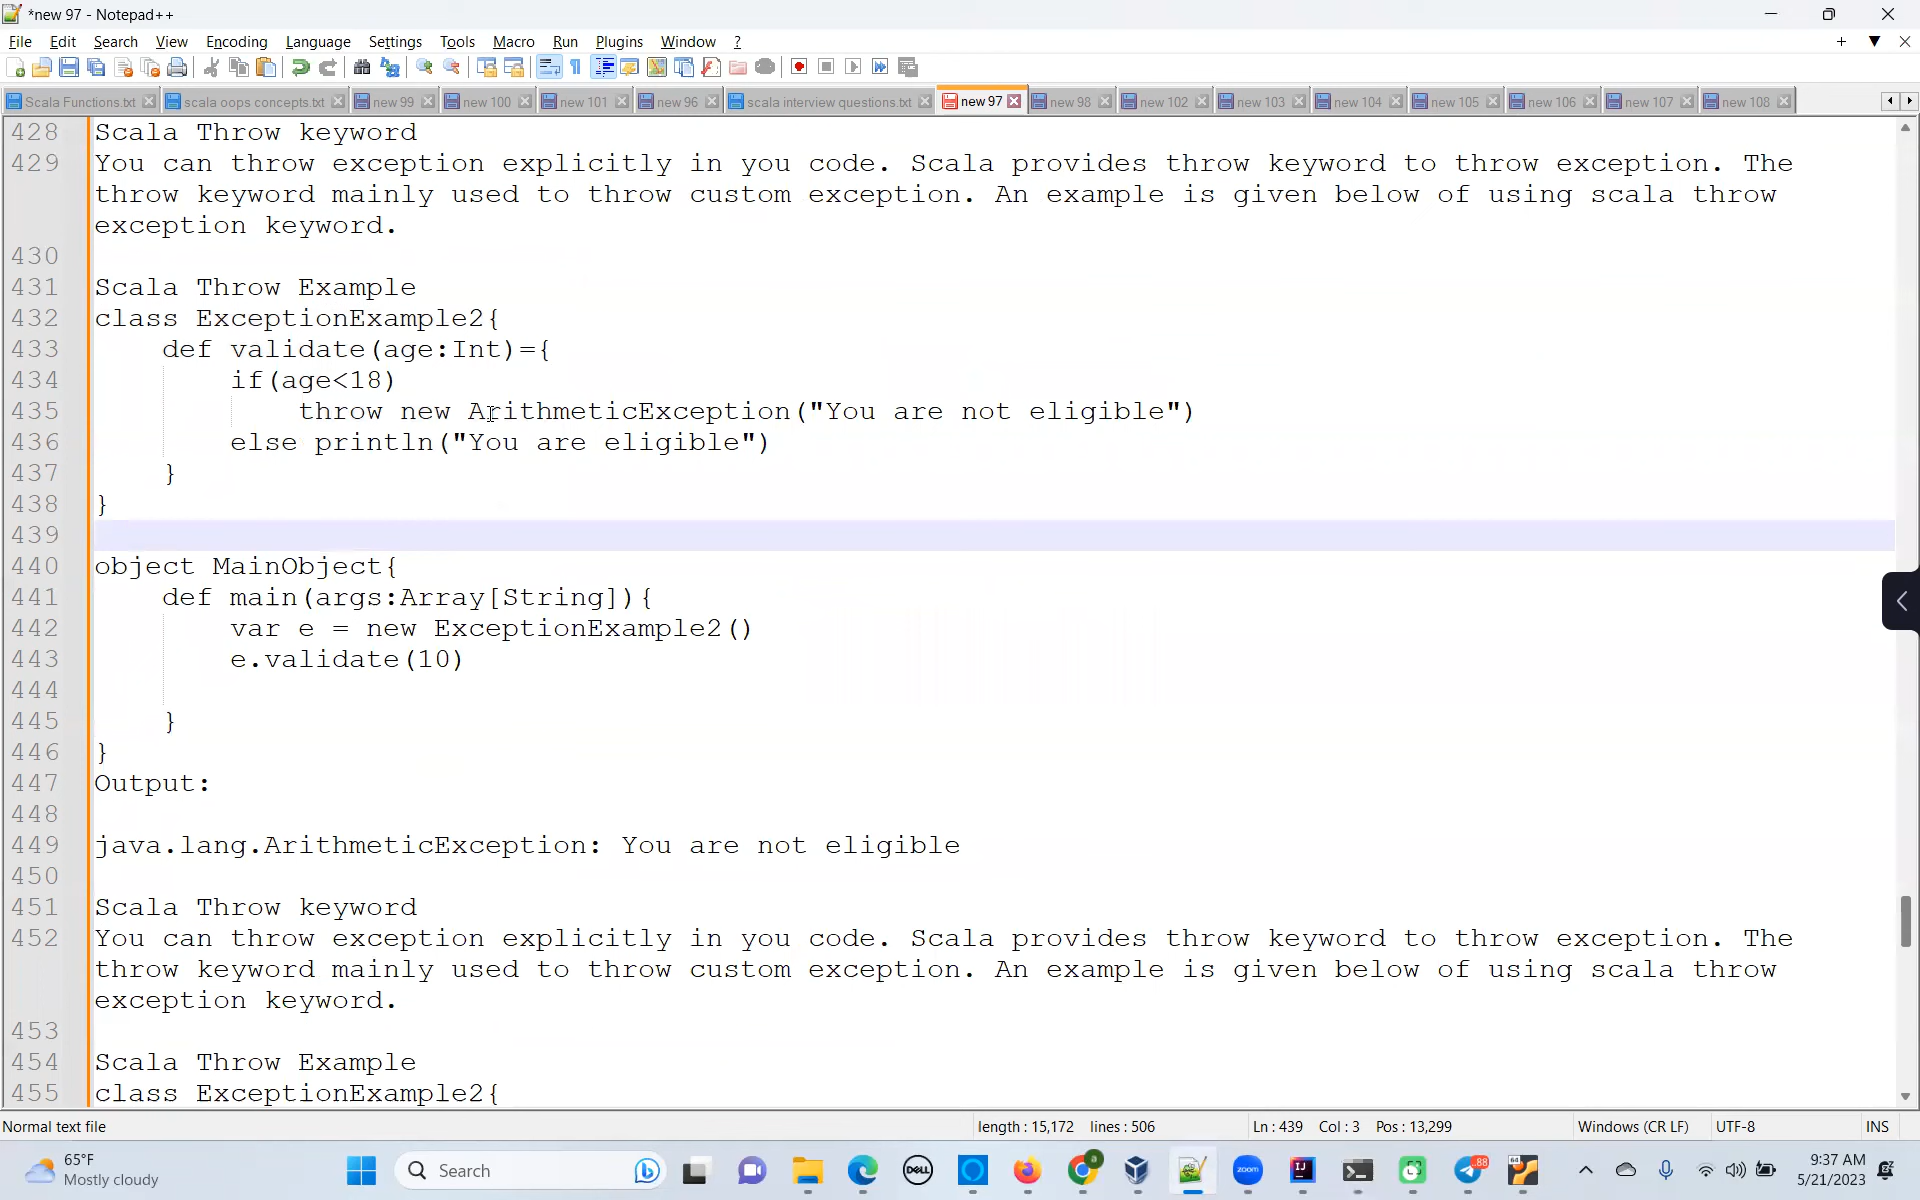 *new 97 - Notepad++
File Edit Search View Encoding Language Settings Tools Macro Run Plugins Window ?
Scala Functions.txt scala oops concepts.txt new 99 new 100 new 101 new 96 scala interview questions.txt new 97 new 98 new 102 new 103 new 104 new 105 new 106 new 107 new 108
428 Scala Throw keyword
429 You can throw exception explicitly in you code. Scala provides throw keyword to throw exception. The
throw keyword mainly used to throw custom exception. An example is given below of using scala throw
exception keyword.
430
431 Scala Throw Example
432 class ExceptionExample2{
433 def validate(age:Int)={
434 if(age<18)
435 throw new ArithmeticException("You are not eligible")
436 else println("You are eligible")
437 }
438 }
439
440 object MainObject{
441 def main(args:Array[String]){
442 var e = new ExceptionExample2()
443 e.validate(10)
444
445 }
446 }
447 Output:
448
449 java.lang.ArithmeticException: You are not eligible
450
451 Scala Throw keyword
452 You can throw exception explicitly in you code. Scala provides throw keyword to throw exception. The
throw keyword mainly used to throw custom exception. An example is given below of using scala throw
exception keyword.
453
454 Scala Throw Example
455 class ExceptionExample2{
Normal text file length : 15,172 lines : 506 Ln : 439 Col : 3 Pos : 13,299 Windows (CR LF) UTF-8 INS
65°F
Mostly cloudy
Search
DELL
zoom
IJ
88
64
9:37 AM
5/21/2023